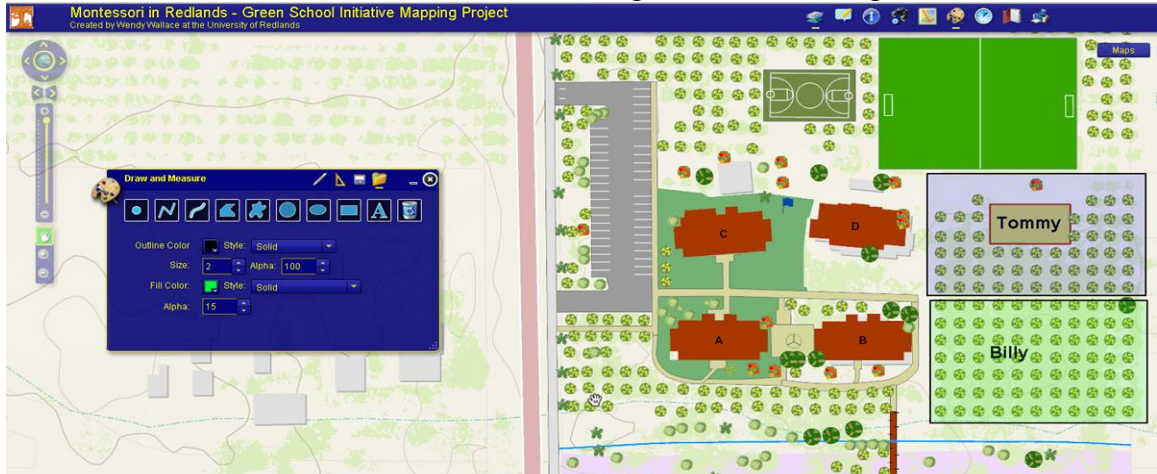 Montessori in Redlands - Green School Initiative Mapping Project
Created by Wendy Wallace at the University of Redlands
Maps
Draw and Measure
A
Outline Color Style: Solid
Size: 2 Alpha: 100
Fill Color: Style: Solid
Alpha: 15
C
D
Tommy
A
B
Billy